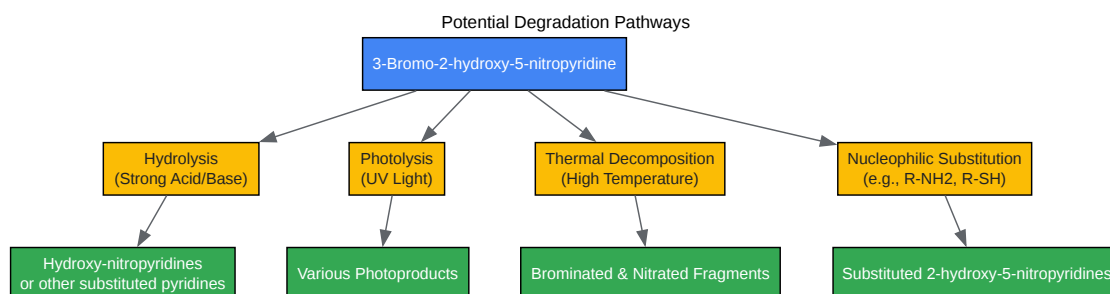 Potential Degradation Pathways
3-Bromo-2-hydroxy-5-nitropyridine
Hydrolysis
(Strong Acid/Base)
Photolysis
(UV Light)
Thermal Decomposition
(High Temperature)
Nucleophilic Substitution
(e.g., R-NH2, R-SH)
Hydroxy-nitropyridines
or other substituted pyridines
Various Photoproducts
Brominated & Nitrated Fragments
Substituted 2-hydroxy-5-nitropyridines